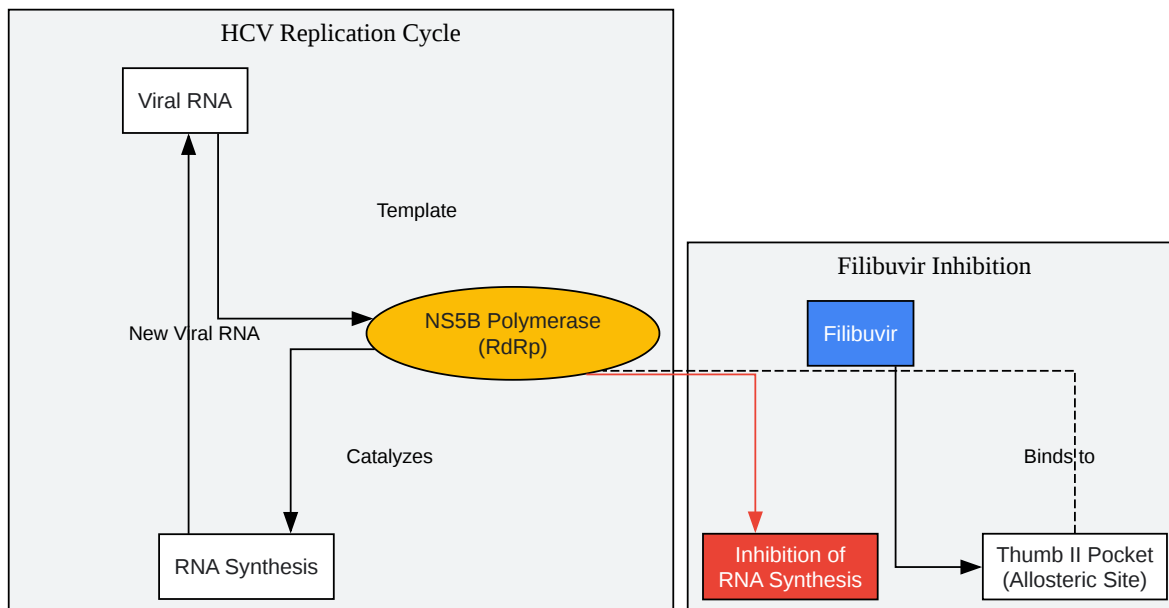 HCV Replication Cycle
Viral RNA
Template
Filibuvir Inhibition
NS5B Polymerase
(RdRp)
New Viral RNA
Filibuvir
Catalyzes
Binds to
RNA Synthesis
Inhibition of
RNA Synthesis
Thumb II Pocket
(Allosteric Site)